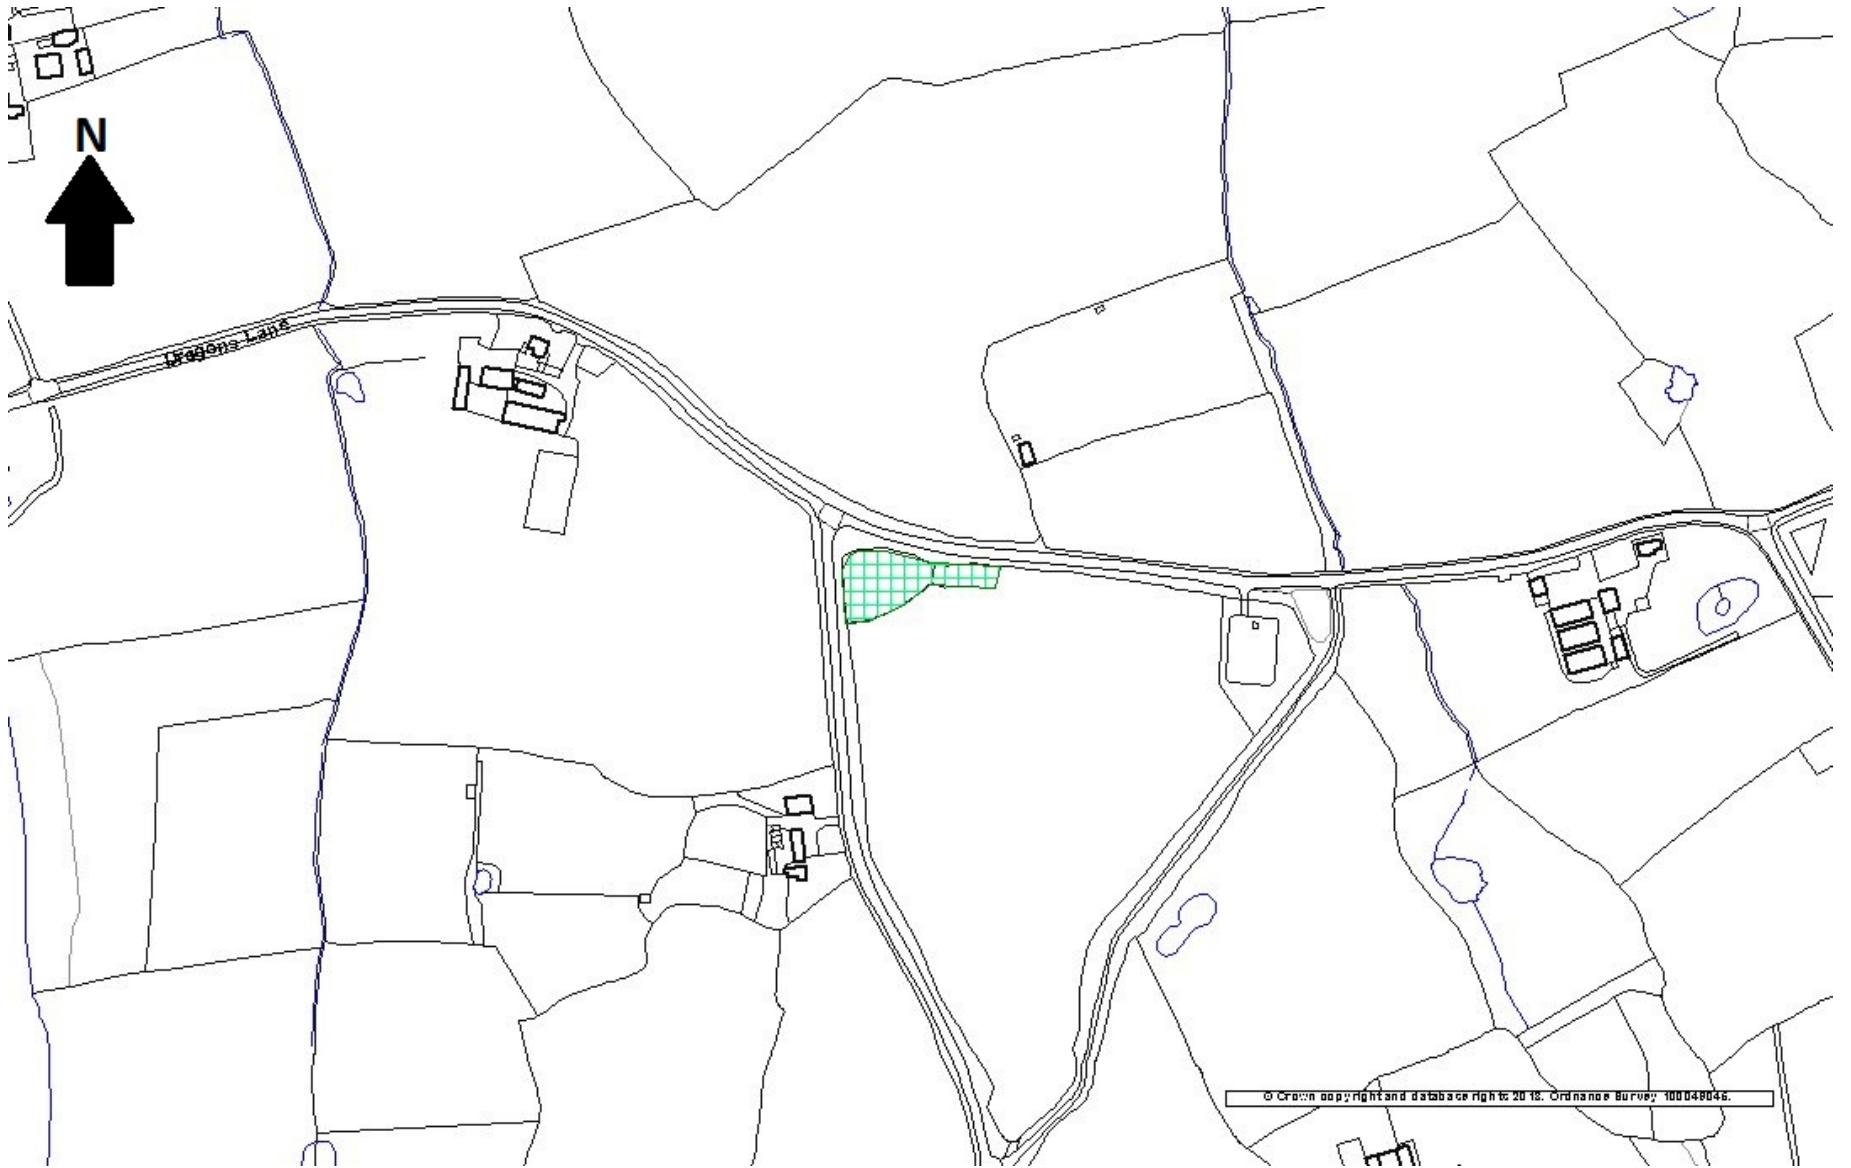 N
Dragons Lane
© Crown copyright and database rights 2018. Ordnance Survey 100049046.